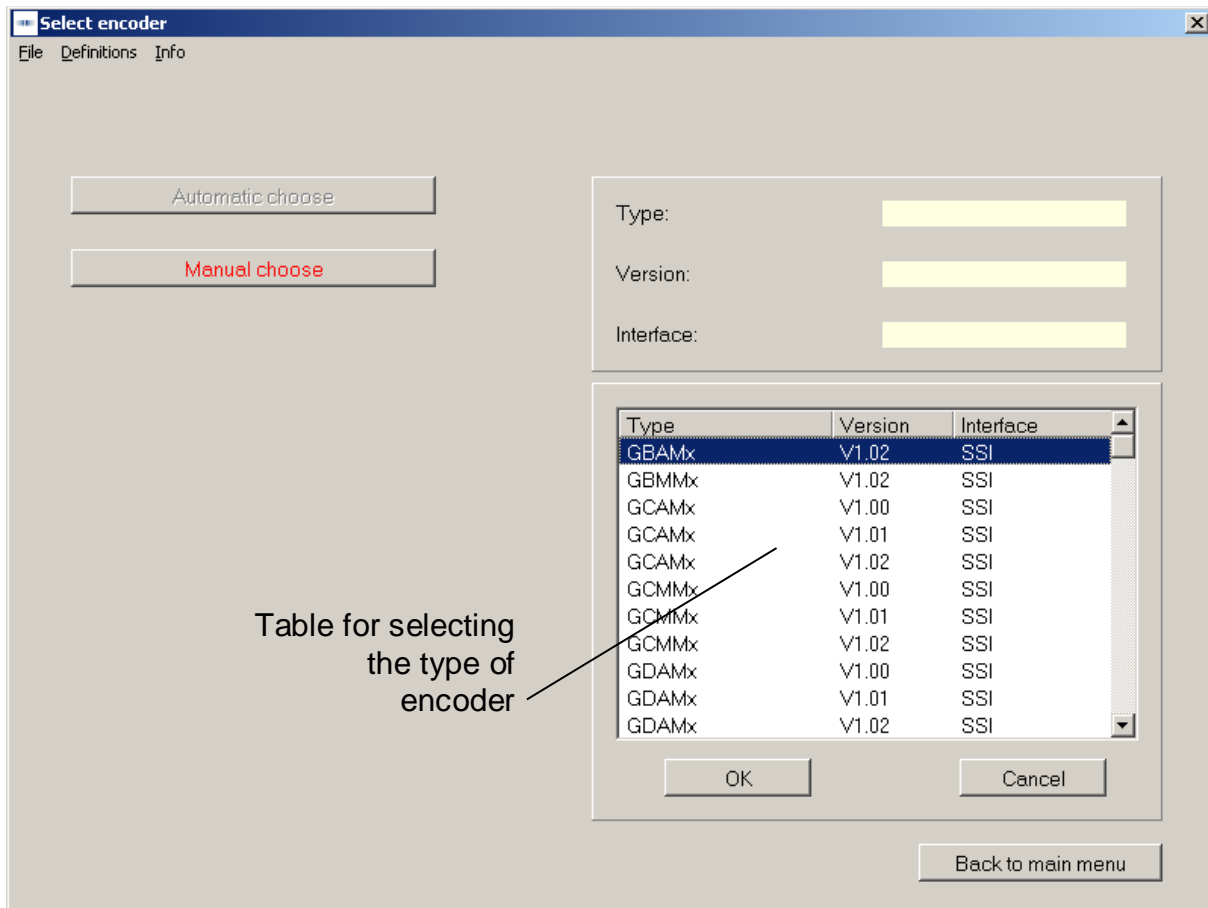 Select encoder
File Definitions Info
Automatic choose
Manual choose
Type:
Version:
Interface:
Type Version Interface
GBAMx V1.02 SSI
GBMMx V1.02 SSI
GCAMx V1.00 SSI
GCAMx V1.01 SSI
GCAMx V1.02 SSI
GCMMx V1.00 SSI
GCMMx V1.01 SSI
GCMMx V1.02 SSI
GDAMx V1.00 SSI
GDAMx V1.01 SSI
GDAMx V1.02 SSI
Table for selecting
the type of
encoder
OK Cancel
Back to main menu